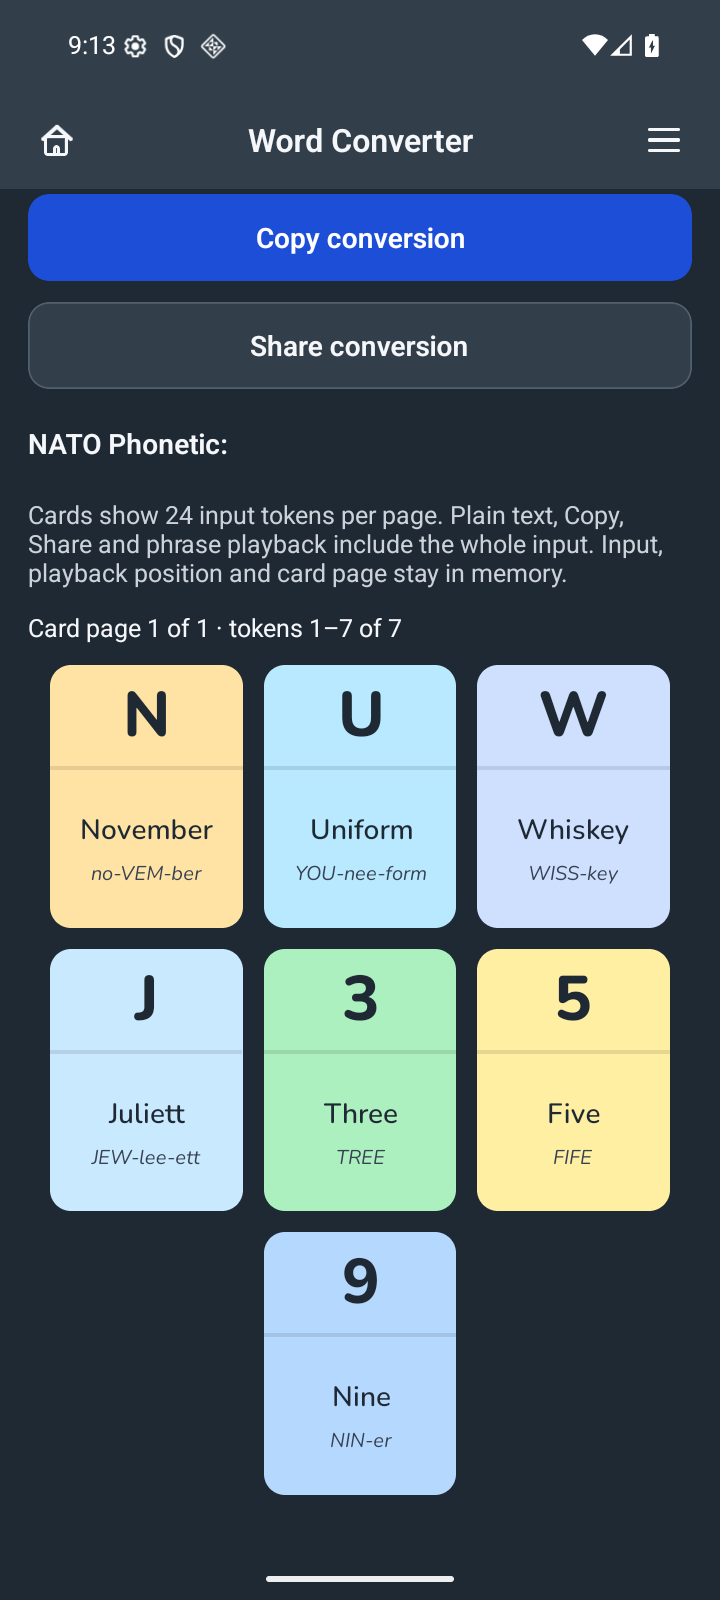 9:13
Word Converter
Copy conversion
Share conversion
NATO Phonetic:
Cards show 24 input tokens per page. Plain text, Copy,
Share and phrase playback include the whole input. Input,
playback position and card page stay in memory.
Card page 1 of 1 · tokens 1–7 of 7
N
November
no-VEM-ber
U
Uniform
YOU-nee-form
W
Whiskey
WISS-key
J
Juliett
JEW-lee-ett
3
Three
TREE
5
Five
FIFE
9
Nine
NIN-er